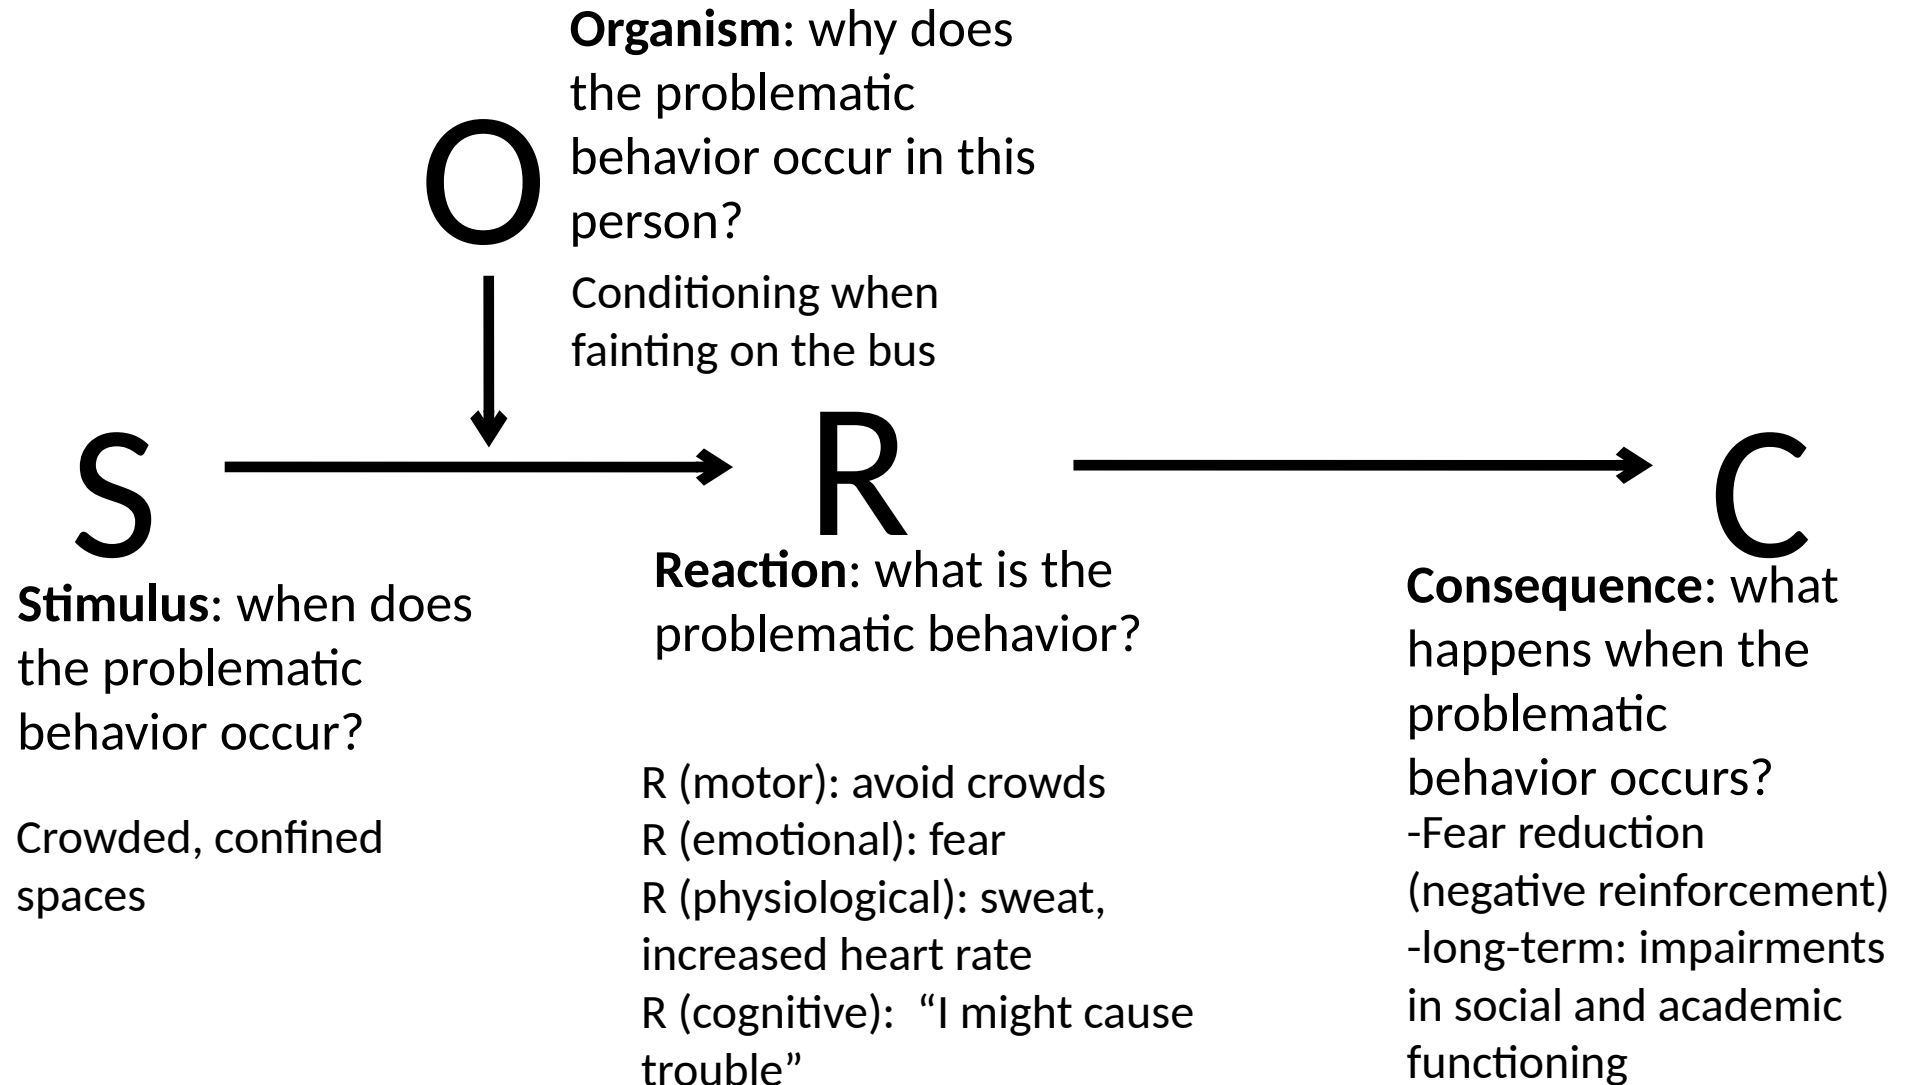 Organism: why does
the problematic
behavior occur in this
person?
O
Conditioning when
fainting on the bus
S
R
C
Stimulus: when does
the problematic
behavior occur?
Crowded, confined
spaces
Reaction: what is the
problematic behavior?
R (motor): avoid crowds
R (emotional): fear
R (physiological): sweat,
increased heart rate
R (cognitive):  “I might cause
trouble”
Consequence: what
happens when the
problematic
behavior occurs?
-Fear reduction
(negative reinforcement)
-long-term: impairments
in social and academic
functioning